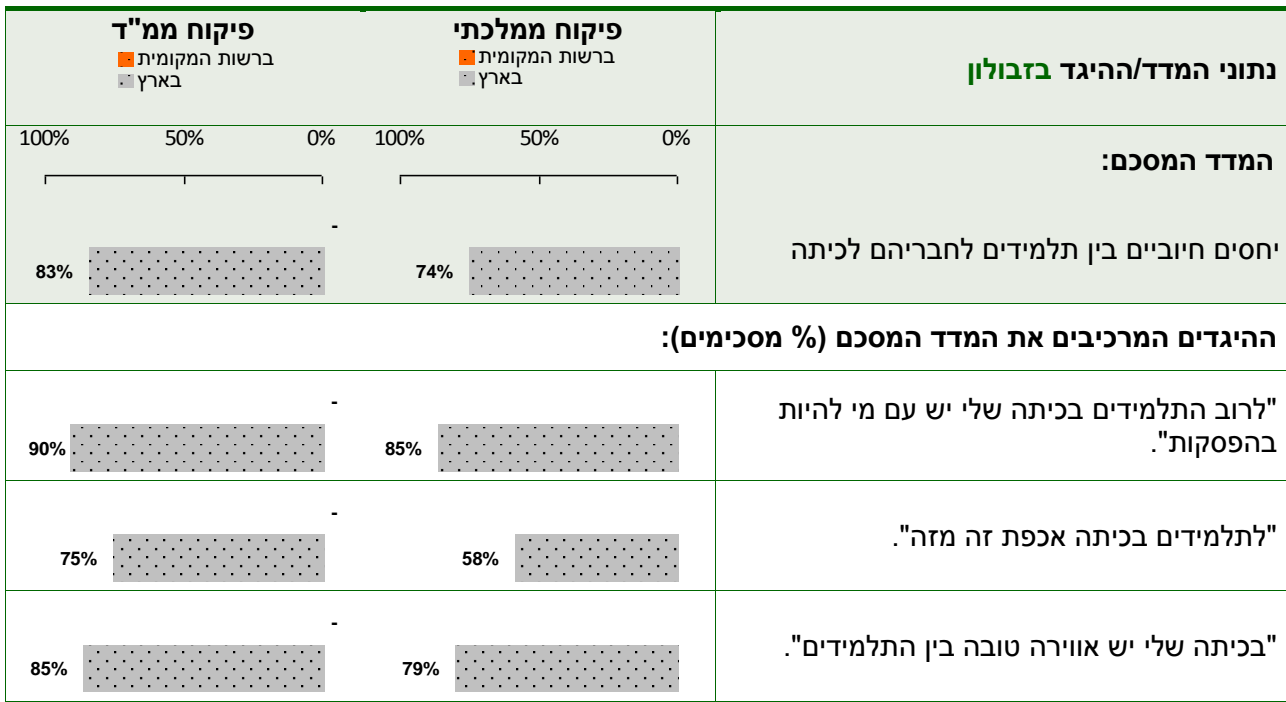 נתוני המדד/ההיגד בזבולון
פיקוח ממלכתי
ברשות המקומית
בארץ
פיקוח ממ"ד
ברשות המקומית
בארץ
המדד המסכם:
100% 50% 0%
100% 50% 0%
יחסים חיוביים בין תלמידים לחבריהם לכיתה
74%
-
83%
ההיגדים המרכיבים את המדד המסכם (% מסכימים):
"לרוב התלמידים בכיתה שלי יש עם מי להיות
בהפסקות".
85%
-
90%
"לתלמידים בכיתה אכפת זה מזה".
58%
-
75%
"בכיתה שלי יש אווירה טובה בין התלמידים".
79%
-
85%